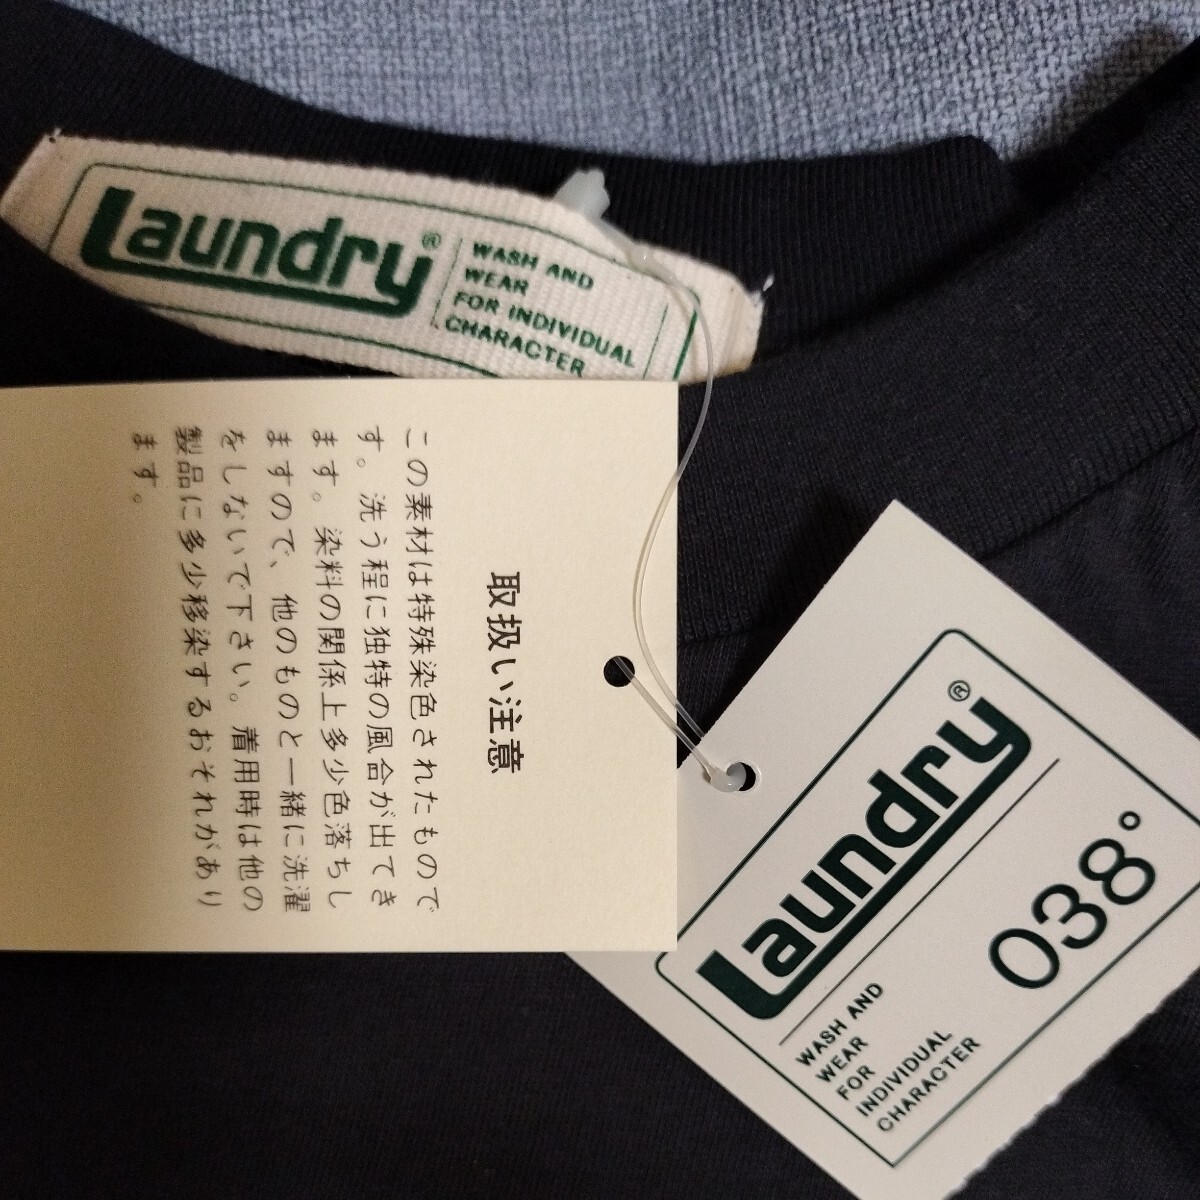 Laundry®
WASH AND
WEAR
FOR INDIVIDUAL
CHARACTER
取扱い注意
この素材は特殊染色されたもので
す。洗う程に独特の風合が出てき
ます。染料の関係上多少色落ちし
ますので、他のものと一緒に洗濯
をしないで下さい。着用時は他の
製品に多少移染するおそれがあり
ます。
Laundry®
038°
WASH AND
WEAR
FOR
INDIVIDUAL
CHARACTER